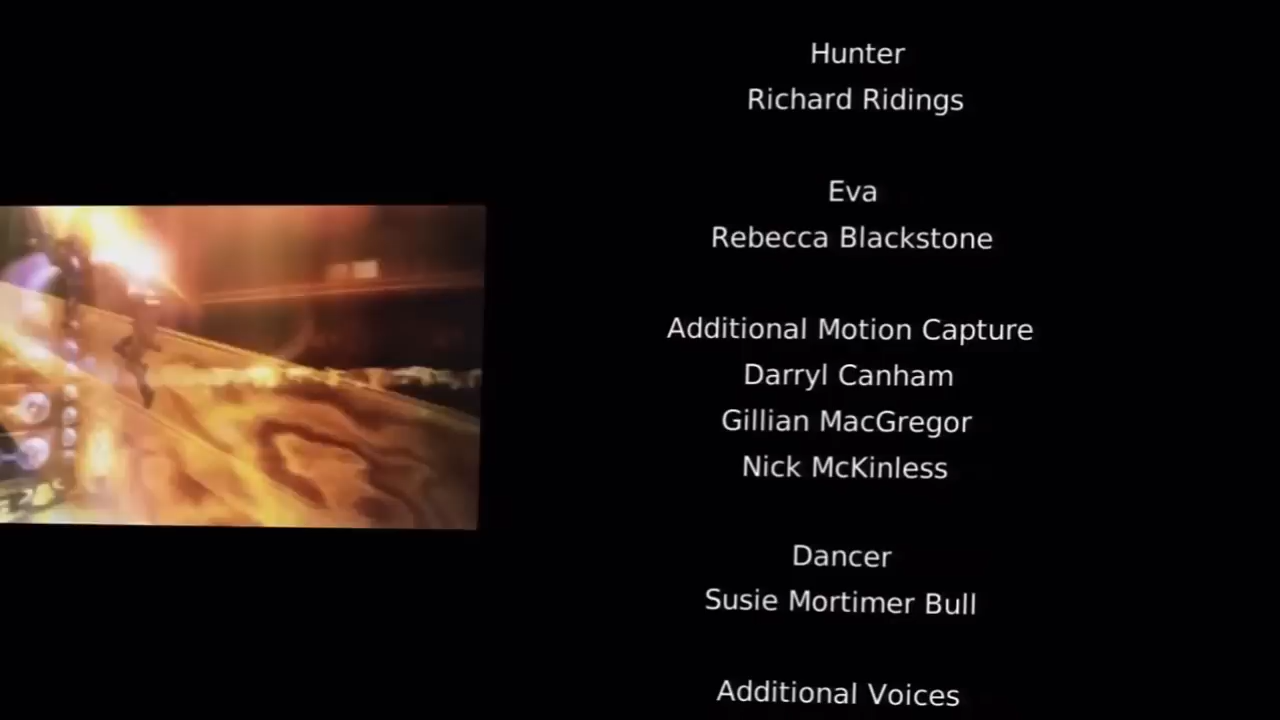 Hunter
Richard Ridings
Eva
Rebecca Blackstone
Additional Motion Capture
Darryl Canham
Gillian MacGregor
Nick McKinless
Dancer
Susie Mortimer Bull
Additional Voices